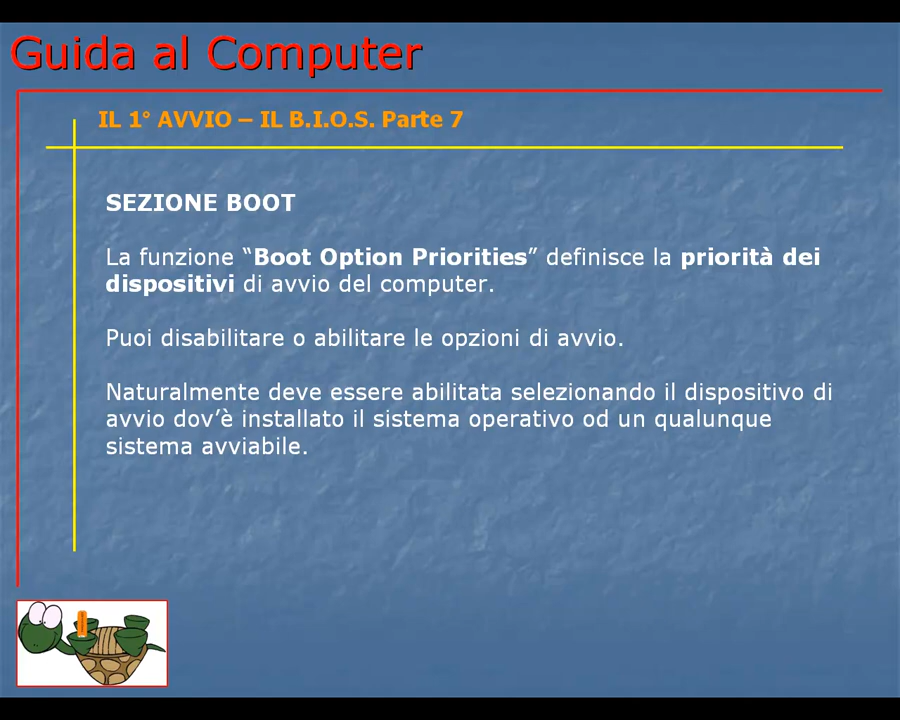 Guida al Computer
IL 1° AVVIO – IL B.I.O.S. Parte 7
SEZIONE BOOT
La funzione “Boot Option Priorities” definisce la priorità dei
dispositivi di avvio del computer.
Puoi disabilitare o abilitare le opzioni di avvio.
Naturalmente deve essere abilitata selezionando il dispositivo di
avvio dov’è installato il sistema operativo od un qualunque
sistema avviabile.